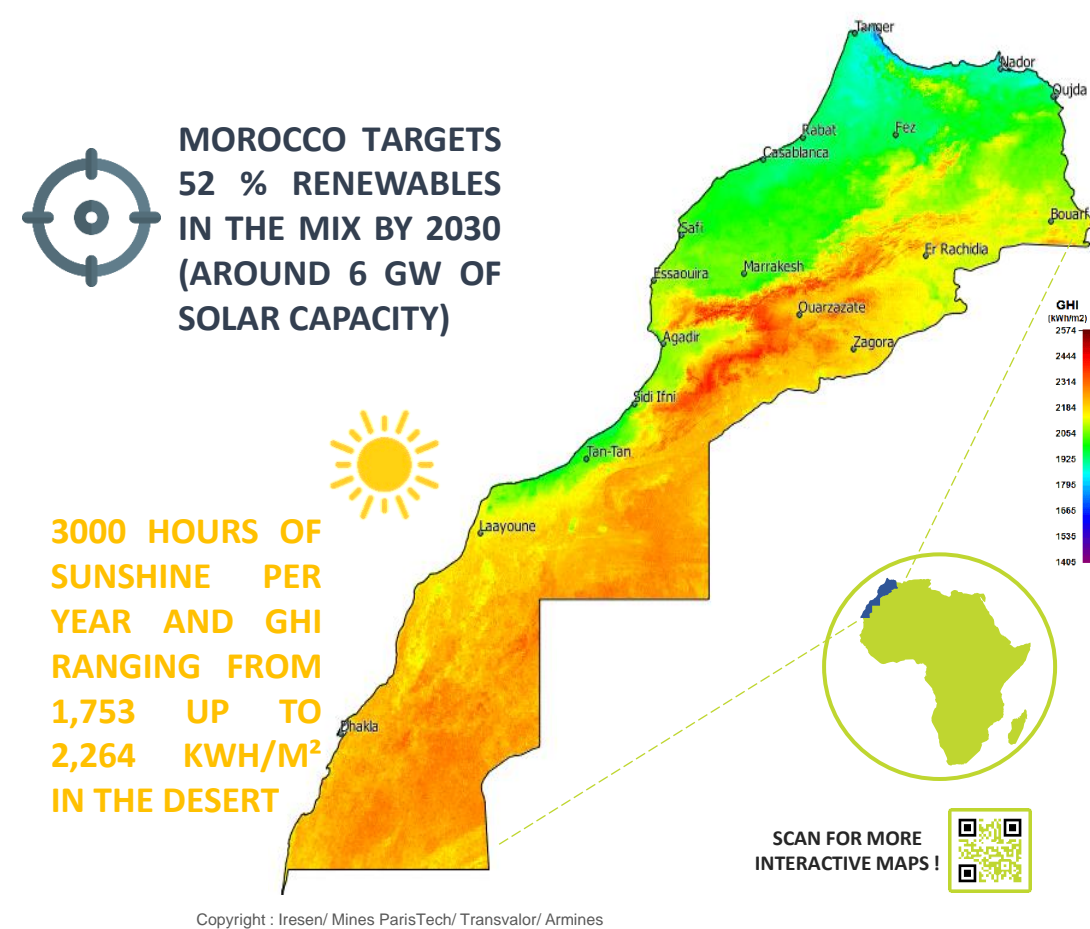 MOROCCO TARGETS
52 % RENEWABLES
IN THE MIX BY 2030
(AROUND 6 GW OF
SOLAR CAPACITY)
3000 HOURS OF
SUNSHINE PER
YEAR AND GHI
RANGING FROM
1,753 UP TO
2,264 KWH/M²
IN THE DESERT
Tanger
Nador
Oujda
Rabat
Fez
Casablanca
Bouarf
Safi
Er Rachidia
Essaouira
Marrakesh
Ouarzazate
Agadir
Zagora
Sidi Ifni
Tan-Tan
Laayoune
Dhakla
GHI
(kWh/m2)
2574
2444
2314
2184
2054
1925
1795
1665
1535
1405
SCAN FOR MORE
INTERACTIVE MAPS !
Copyright : Iresen/ Mines ParisTech/ Transvalor/ Armines